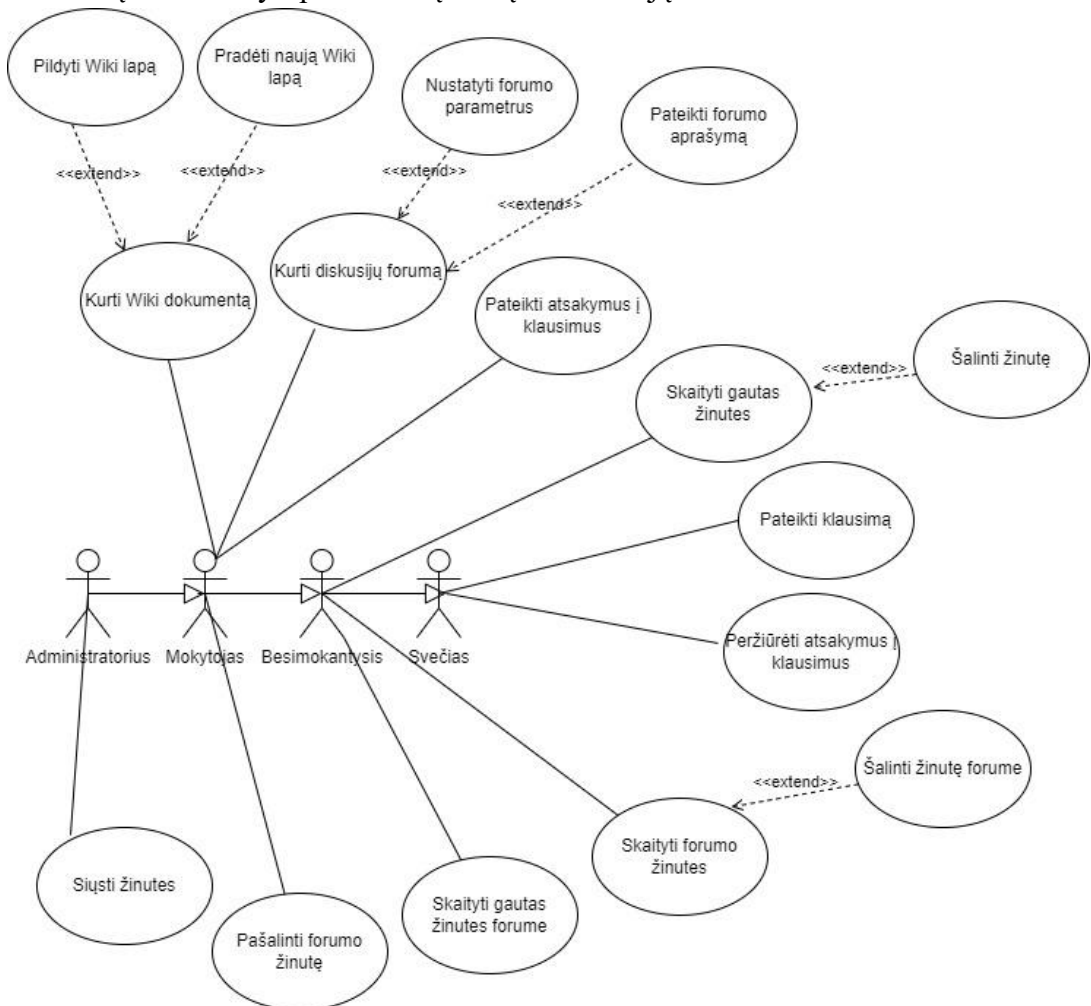 Pildyti Wiki lapą
Pradėti naują Wiki
lapą
Nustatyti forumo
parametrus
Pateikti forumo
aprašymą
<<extend>>
<<extend>>
<<extend>>
<<extend>>
Kurti Wiki dokumentą
Kurti diskusijų forumą
Pateikti atsakymus į
klausimus
Skaityti gautas
žinutes
<<extend>>
Šalinti žinutę
Pateikti klausimą
Peržiūrėti atsakymus į
klausimus
Administratorius
Mokytojas
Besimokantysis
Svečias
Šalinti žinutę forume
<<extend>>
Skaityti forumo
žinutes
Siųsti žinutes
Skaityti gautas
žinutes forume
Pašalinti forumo
žinutę